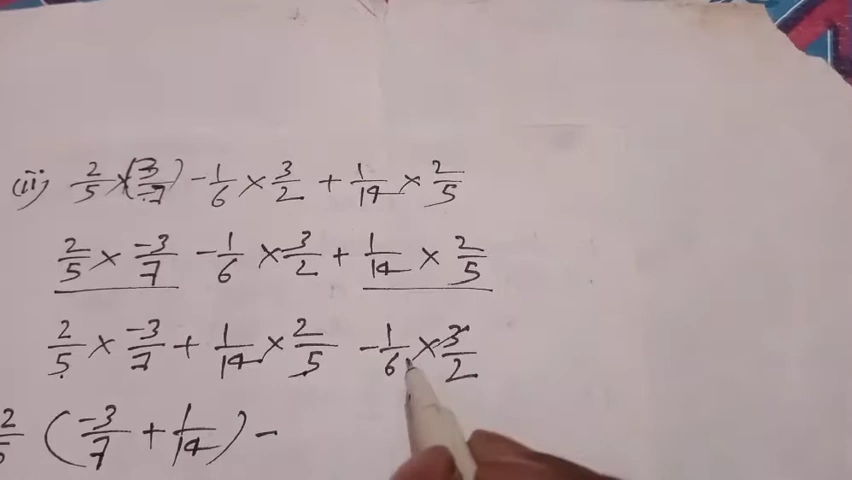 (ii) 2/5 × (3/-7) - 1/6 × 3/2 + 1/14 × 2/5
2/5 × -3/7 - 1/6 × 3/2 + 1/14 × 2/5
2/5 × -3/7 + 1/14 × 2/5 - 1/6 × 3/2
2/5 (-3/7 + 1/14) -